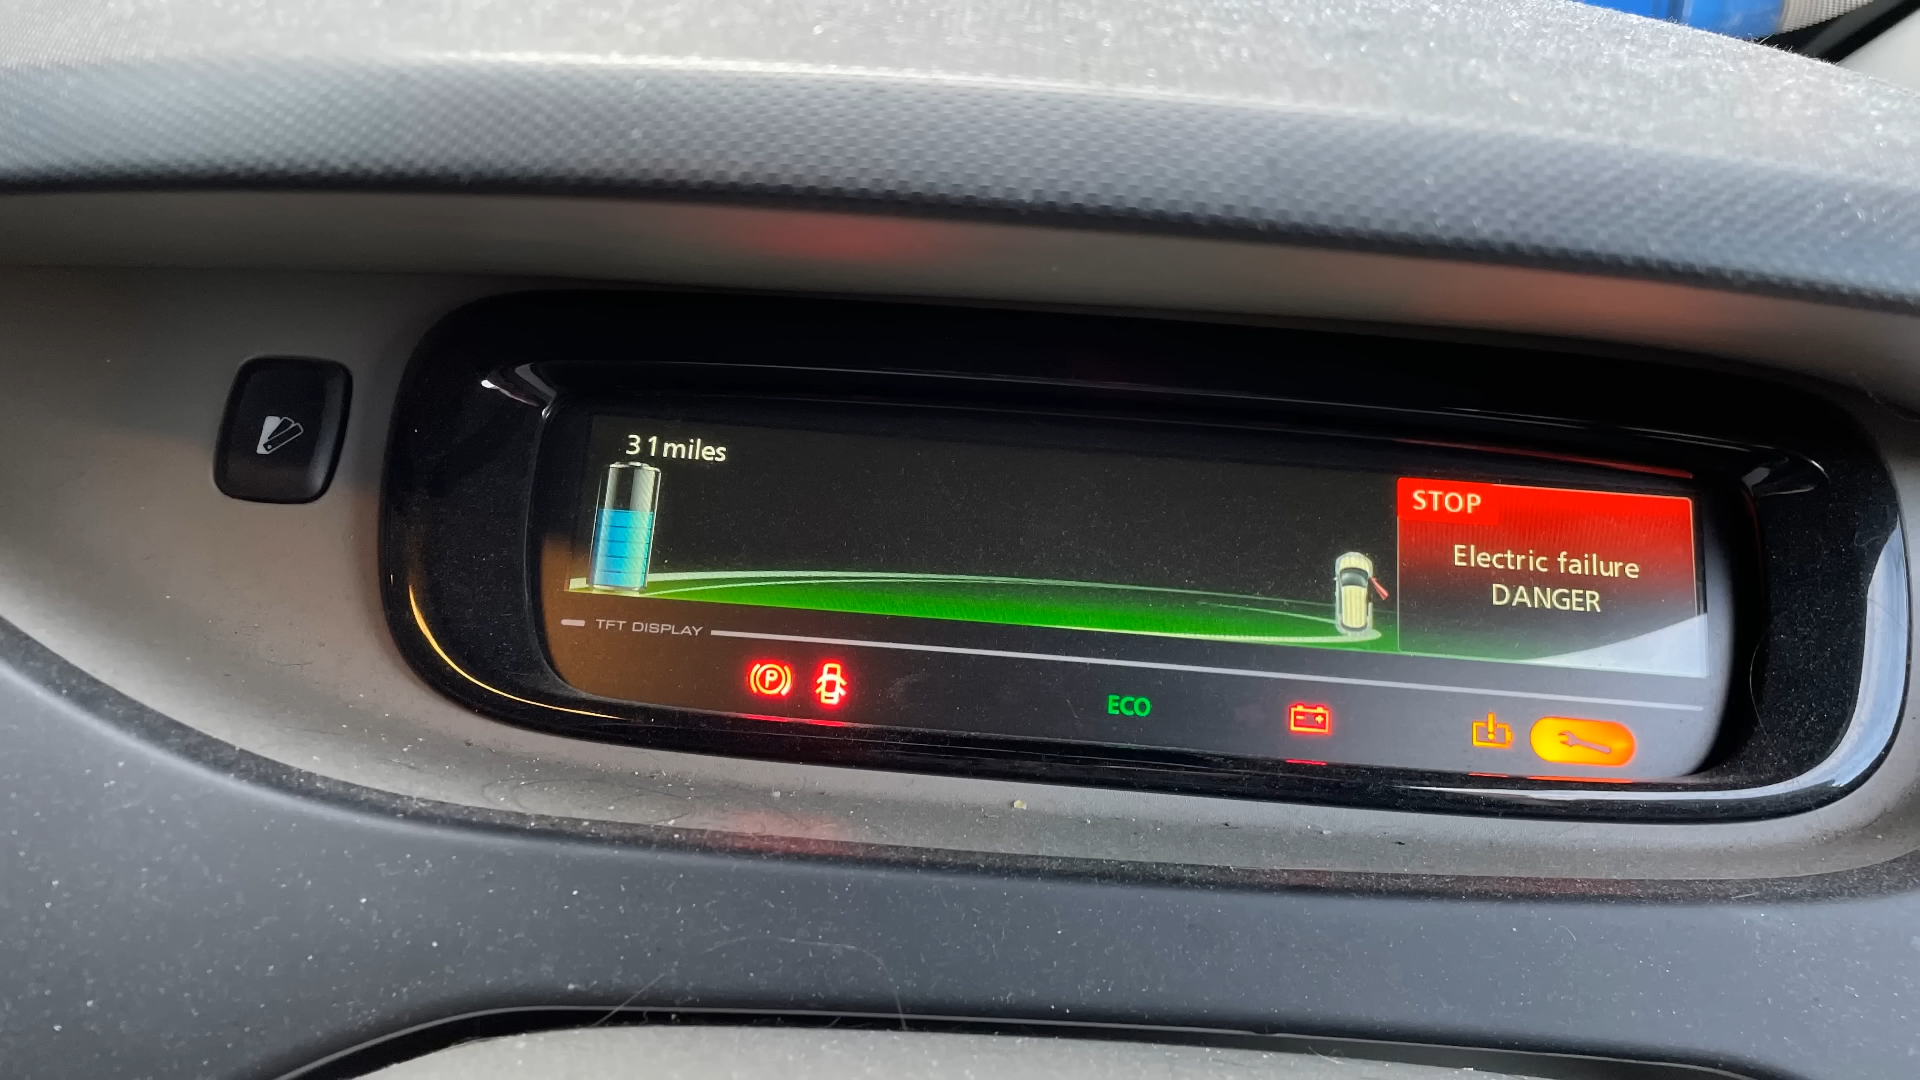 31miles
STOP
Electric failure
DANGER
TFT DISPLAY
P
ECO